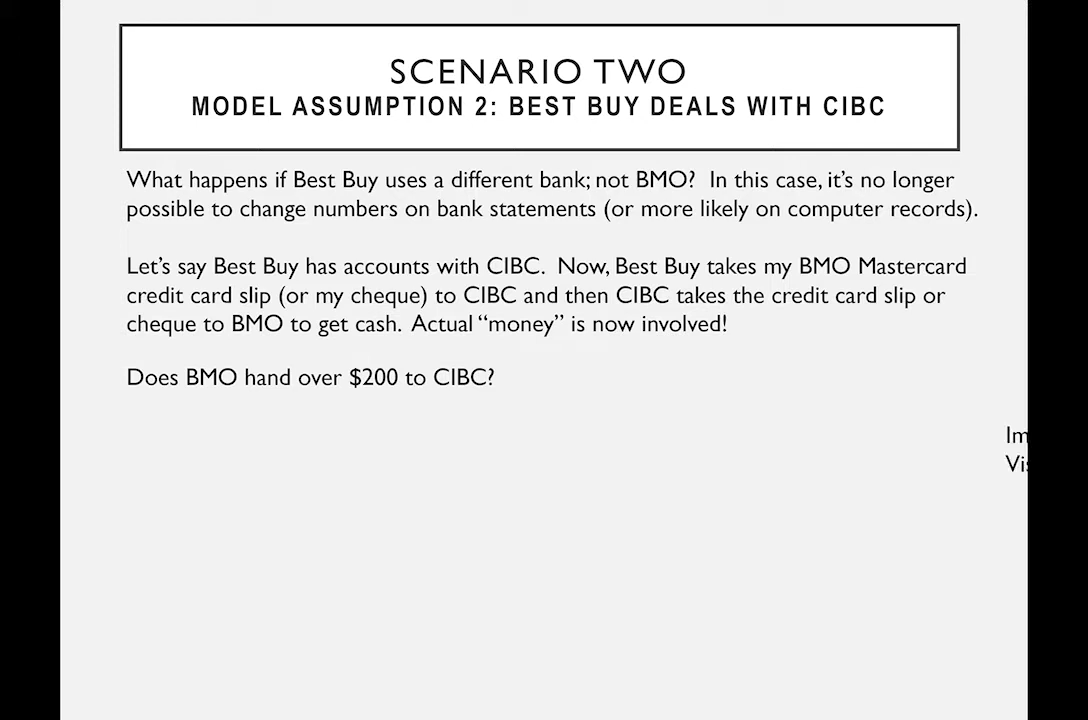 SCENARIO TWO
MODEL ASSUMPTION 2: BEST BUY DEALS WITH CIBC
What happens if Best Buy uses a different bank; not BMO? In this case, it's no longer
possible to change numbers on bank statements (or more likely on computer records).
Let's say Best Buy has accounts with CIBC. Now, Best Buy takes my BMO Mastercard
credit card slip (or my cheque) to CIBC and then CIBC takes the credit card slip or
cheque to BMO to get cash. Actual “money” is now involved!
Does BMO hand over $200 to CIBC?
Im